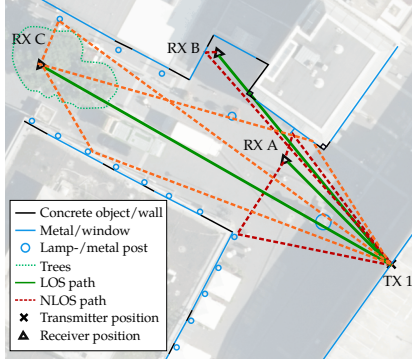 RX C
RX B
RX A
TX 1
Concrete object/wall
Metal/window
Lamp-/metal post
Trees
LOS path
NLOS path
Transmitter position
Receiver position